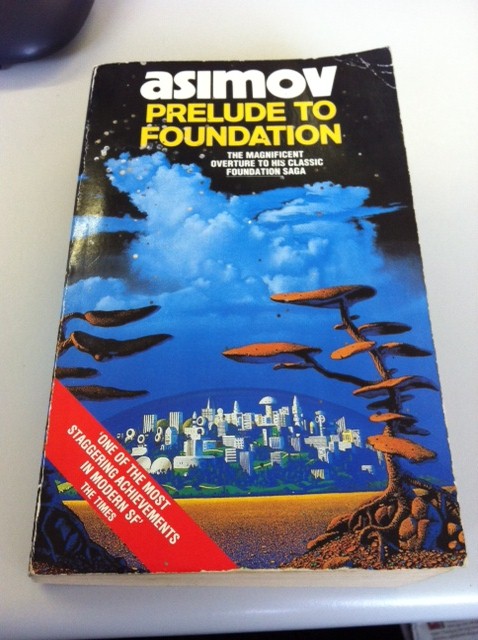 asimov
PRELUDE TO
FOUNDATION
THE MAGNIFICENT
OVERTURE TO HIS CLASSIC
FOUNDATION SAGA
'ONE OF THE MOST
STAGGERING ACHIEVEMENTS
IN MODERN SF'
THE TIMES